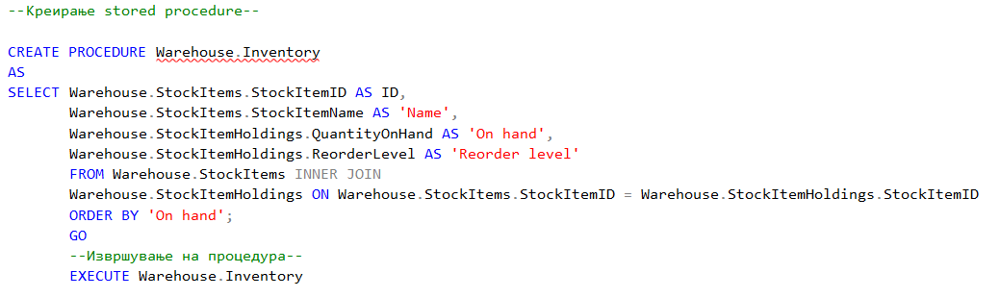 --Креирање stored procedure--
CREATE PROCEDURE Warehouse.Inventory
AS
SELECT Warehouse.StockItems.StockItemID AS ID,
Warehouse.StockItems.StockItemName AS 'Name',
Warehouse.StockItemHoldings.QuantityOnHand AS 'On hand',
Warehouse.StockItemHoldings.ReorderLevel AS 'Reorder level'
FROM Warehouse.StockItems INNER JOIN
Warehouse.StockItemHoldings ON Warehouse.StockItems.StockItemID = Warehouse.StockItemHoldings.StockItemID
ORDER BY 'On hand';
GO
--Извршување на процедура--
EXECUTE Warehouse.Inventory